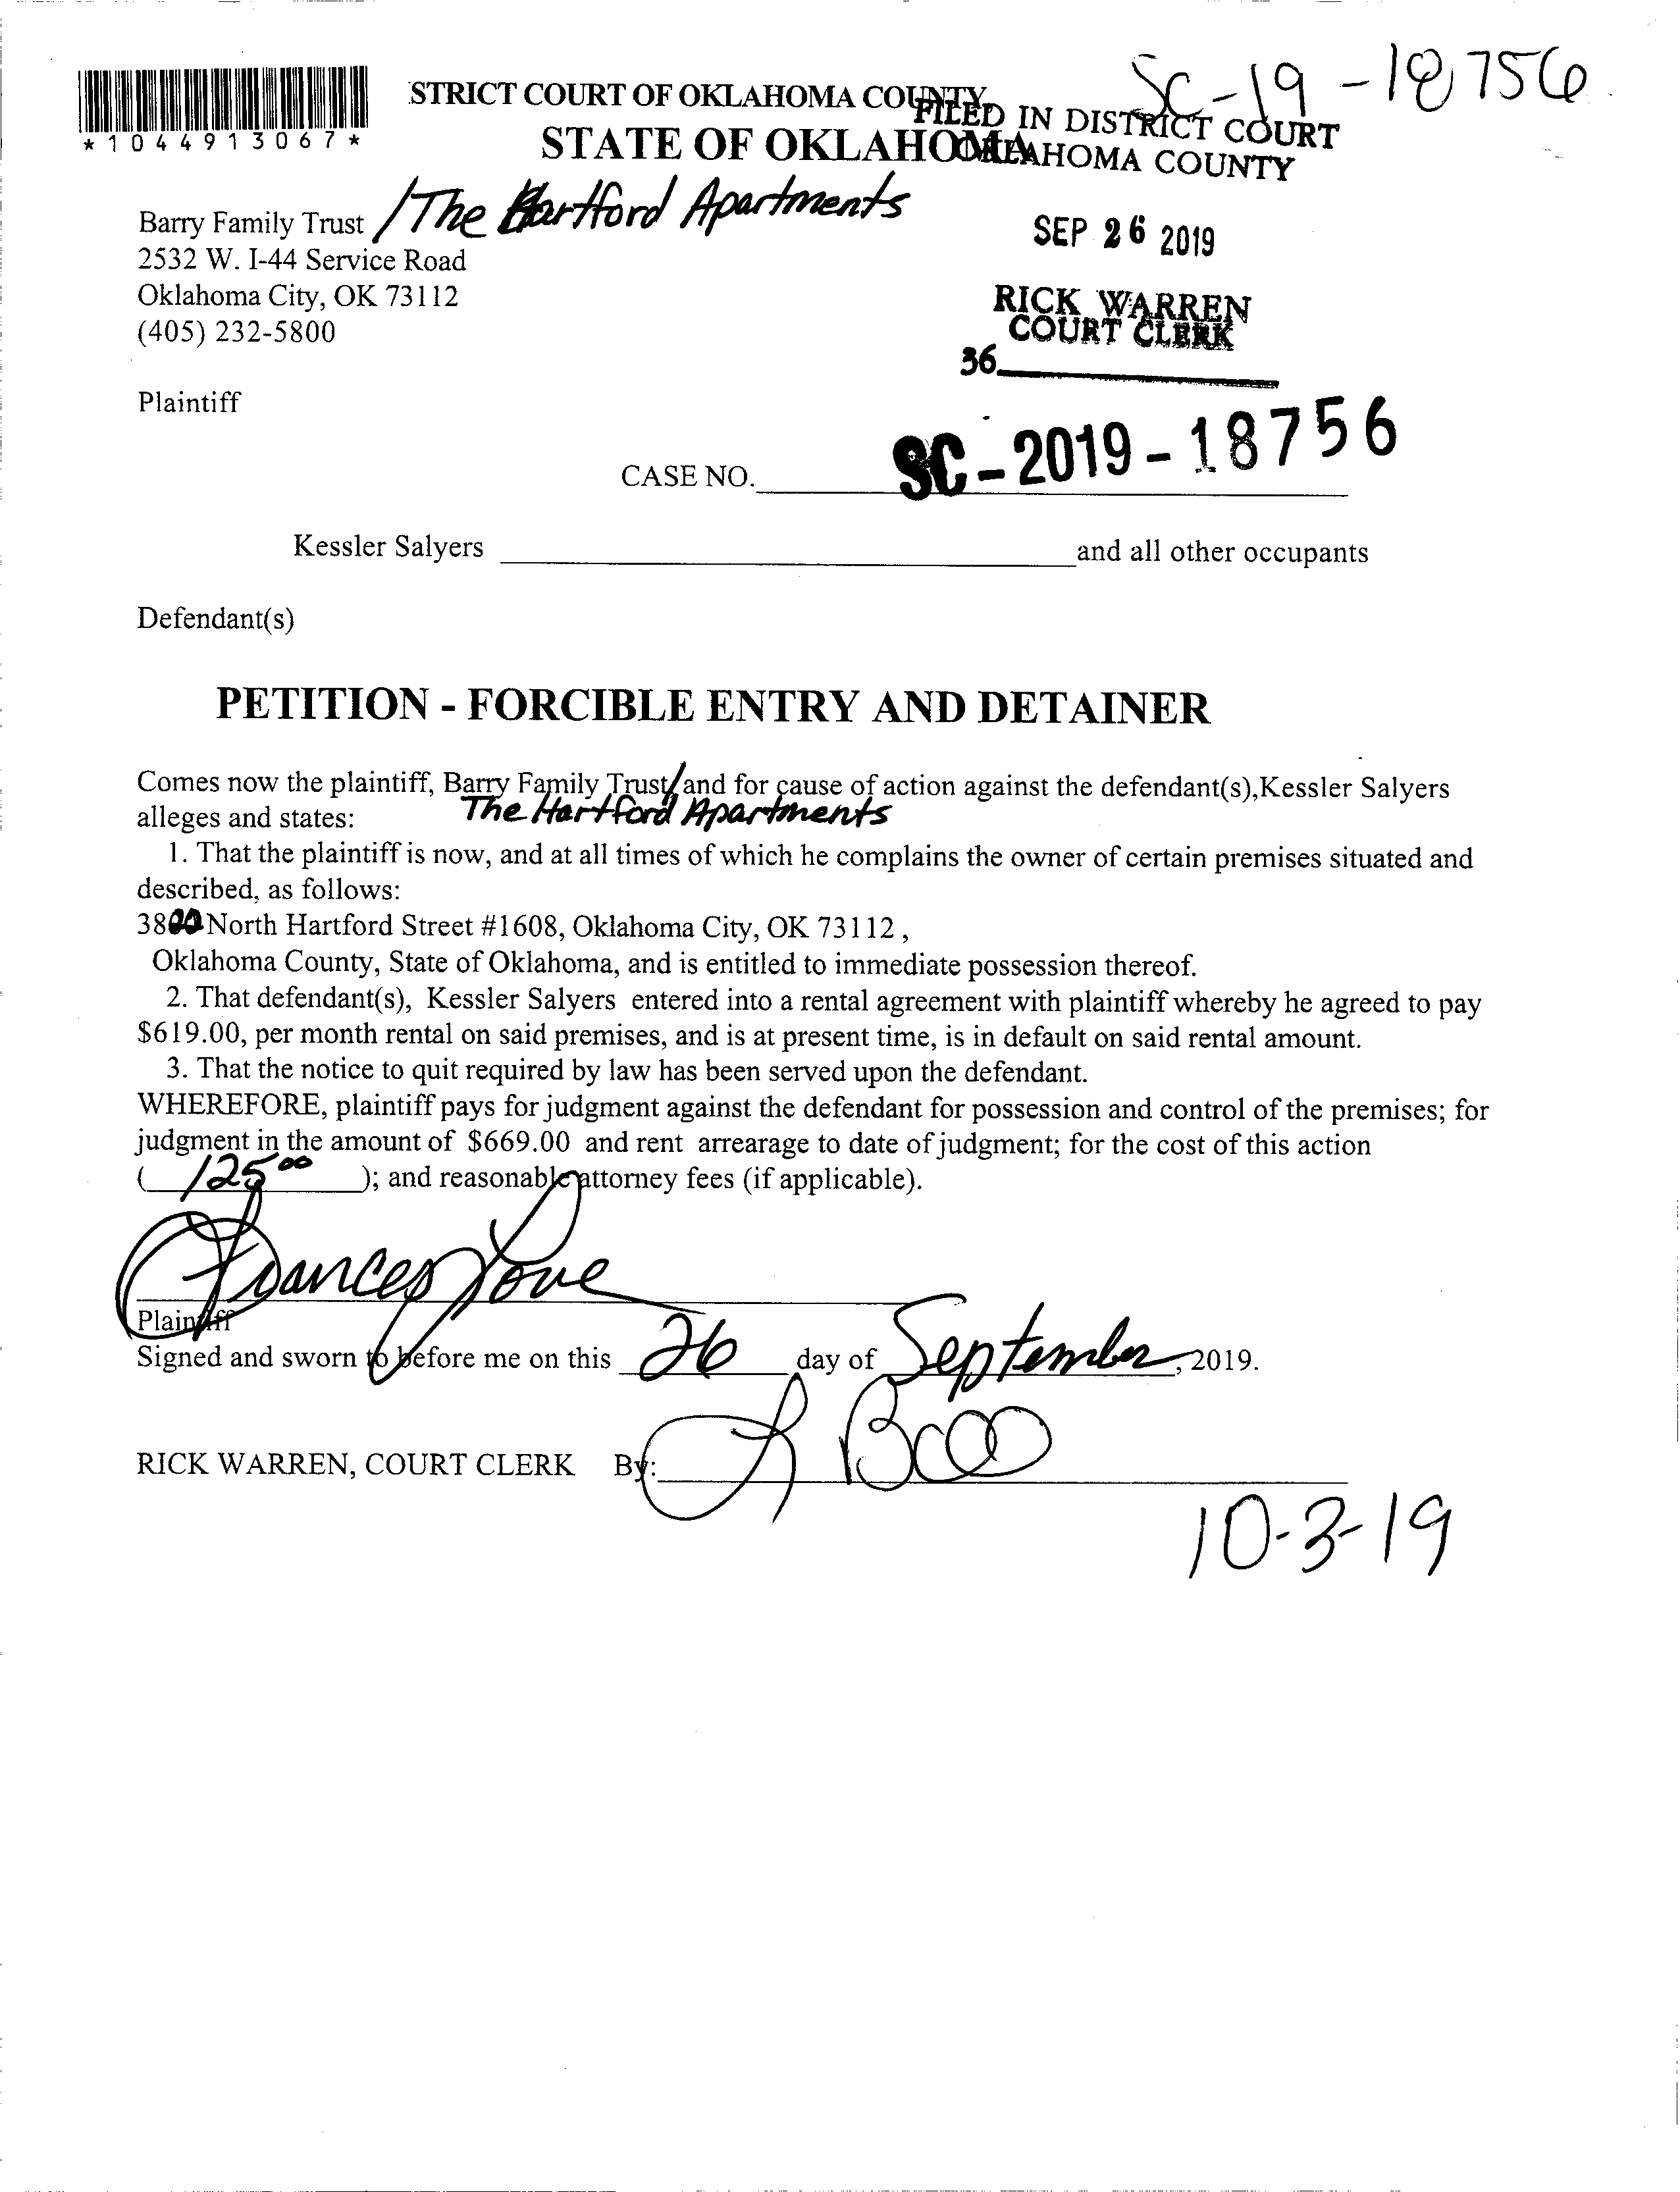 SC-19-18756
STRICT COURT OF OKLAHOMA COUNTY
STATE OF OKLAHOMA
*1044913067*
FILED IN DISTRICT COURT
OKLAHOMA COUNTY
SEP 26 2019
RICK WARREN
COURT CLERK
36
Barry Family Trust /The Hartford Apartments
2532 W. I-44 Service Road
Oklahoma City, OK 73112
(405) 232-5800
Plaintiff
CASE NO. SC-2019-18756
Kessler Salyers and all other occupants
Defendant(s)
PETITION - FORCIBLE ENTRY AND DETAINER
Comes now the plaintiff, Barry Family Trust/and for cause of action against the defendant(s),Kessler Salyers
The Hartford Apartments
alleges and states:
1. That the plaintiff is now, and at all times of which he complains the owner of certain premises situated and
described, as follows:
3800 North Hartford Street #1608, Oklahoma City, OK 73112 ,
Oklahoma County, State of Oklahoma, and is entitled to immediate possession thereof.
2. That defendant(s), Kessler Salyers entered into a rental agreement with plaintiff whereby he agreed to pay
$619.00, per month rental on said premises, and is at present time, is in default on said rental amount.
3. That the notice to quit required by law has been served upon the defendant.
WHEREFORE, plaintiff pays for judgment against the defendant for possession and control of the premises; for
judgment in the amount of $669.00 and rent arrearage to date of judgment; for the cost of this action
( 125.00 ); and reasonable attorney fees (if applicable).
Frances Love
Plaintiff
Signed and sworn to before me on this 26 day of September, 2019.
RICK WARREN, COURT CLERK By:
10-3-19